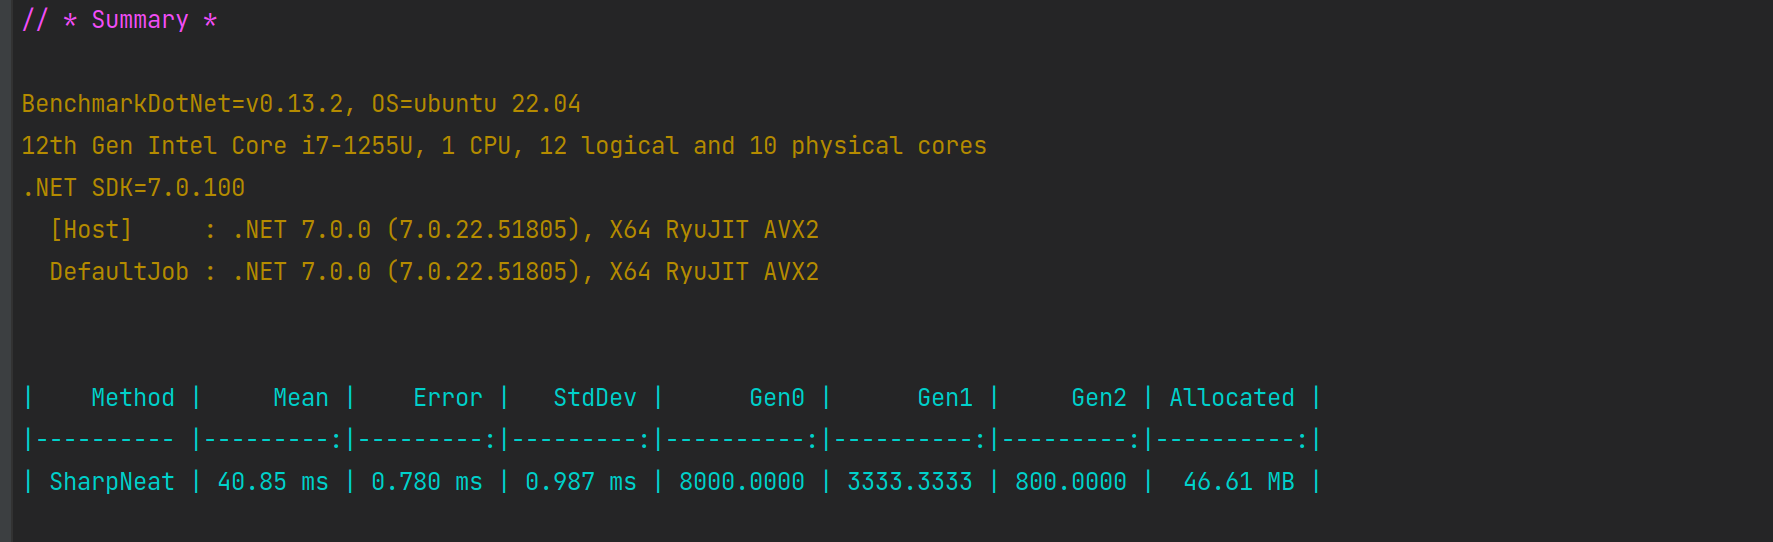 // * Summary *
BenchmarkDotNet=v0.13.2, OS=ubuntu 22.04
12th Gen Intel Core i7-1255U, 1 CPU, 12 logical and 10 physical cores
.NET SDK=7.0.100
  [Host]     : .NET 7.0.0 (7.0.22.51805), X64 RyuJIT AVX2
  DefaultJob : .NET 7.0.0 (7.0.22.51805), X64 RyuJIT AVX2
|    Method |     Mean |    Error |   StdDev |      Gen0 |      Gen1 |     Gen2 | Allocated |
|---------- |---------:|---------:|---------:|----------:|----------:|---------:|----------:|
| SharpNeat | 40.85 ms | 0.780 ms | 0.987 ms | 8000.0000 | 3333.3333 | 800.0000 |  46.61 MB |